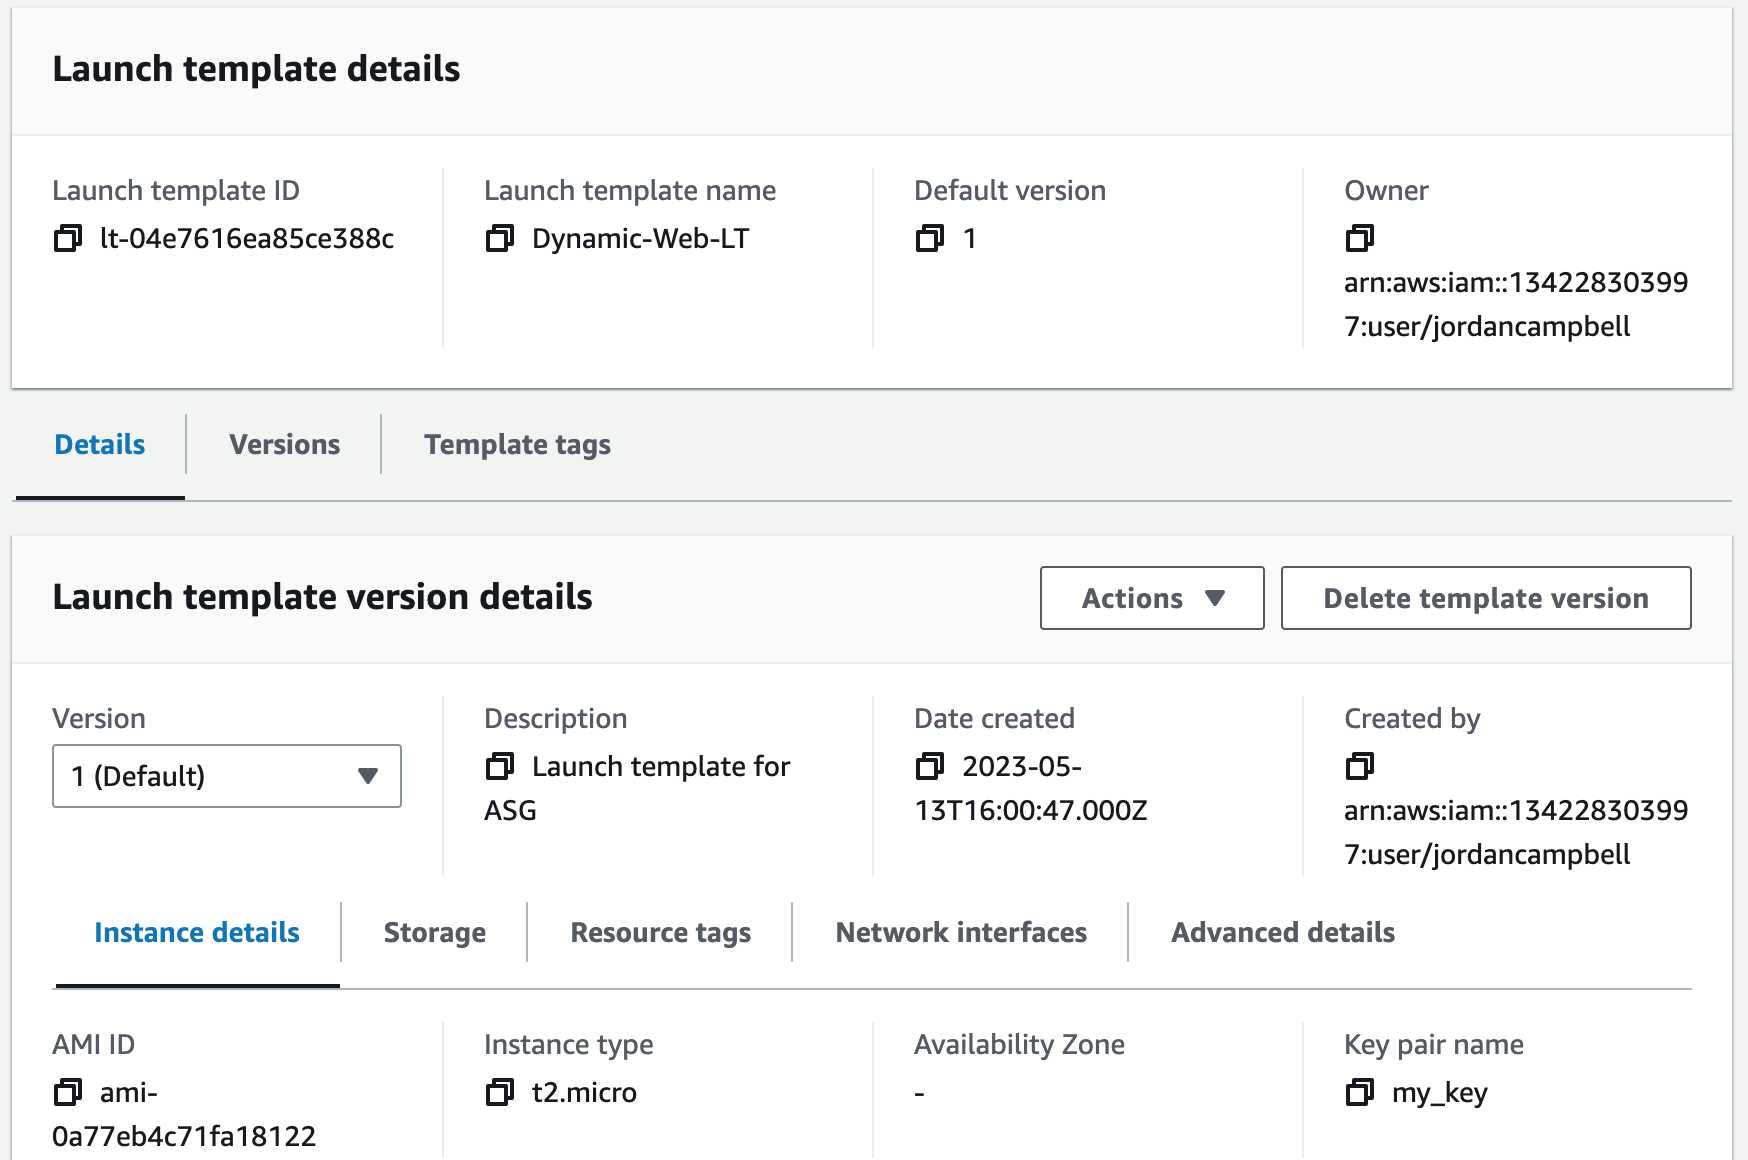 Launch template details
Launch template ID
lt-04e7616ea85ce388c
Launch template name
Dynamic-Web-LT
Default version
1
Owner
arn:aws:iam::13422830399
7:user/jordancampbell
Details
Versions
Template tags
Launch template version details
Actions
Delete template version
Version
1 (Default)
Description
Launch template for
ASG
Date created
2023-05-
13T16:00:47.000Z
Created by
arn:aws:iam::13422830399
7:user/jordancampbell
Instance details
Storage
Resource tags
Network interfaces
Advanced details
AMI ID
ami-
0a77eb4c71fa18122
Instance type
t2.micro
Availability Zone
-
Key pair name
my_key